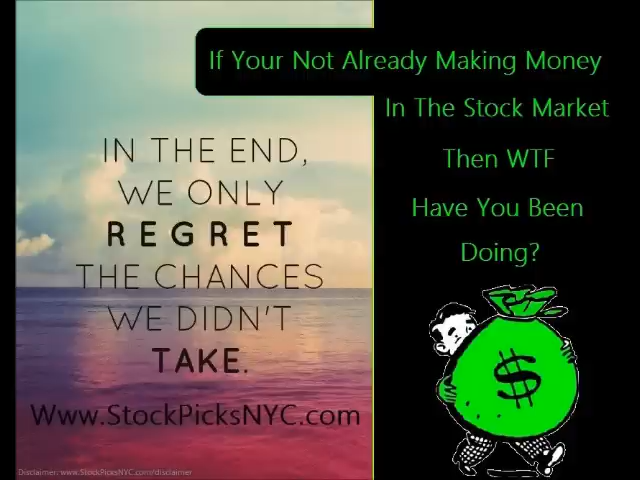 If Your Not Already Making Money
In The Stock Market
Then WTF
Have You Been
Doing?
IN THE END,
WE ONLY
REGRET
THE CHANCES
WE DIDN'T
TAKE.
Www.StockPicksNYC.com
$
Disclaimer: www.StockPicksNYC.com/disclaimer